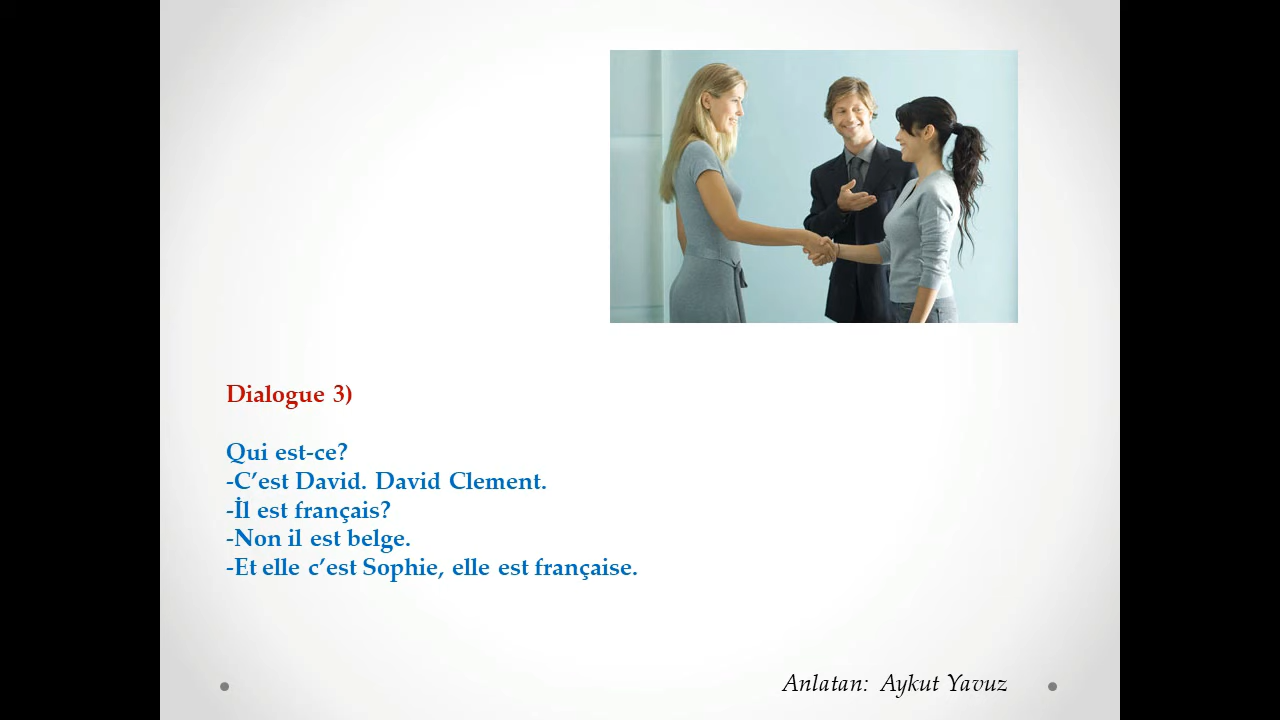 Dialogue 3)
Qui est-ce?
-C’est David. David Clement.
-İl est français?
-Non il est belge.
-Et elle c’est Sophie, elle est française.
Anlatan: Aykut Yavuz